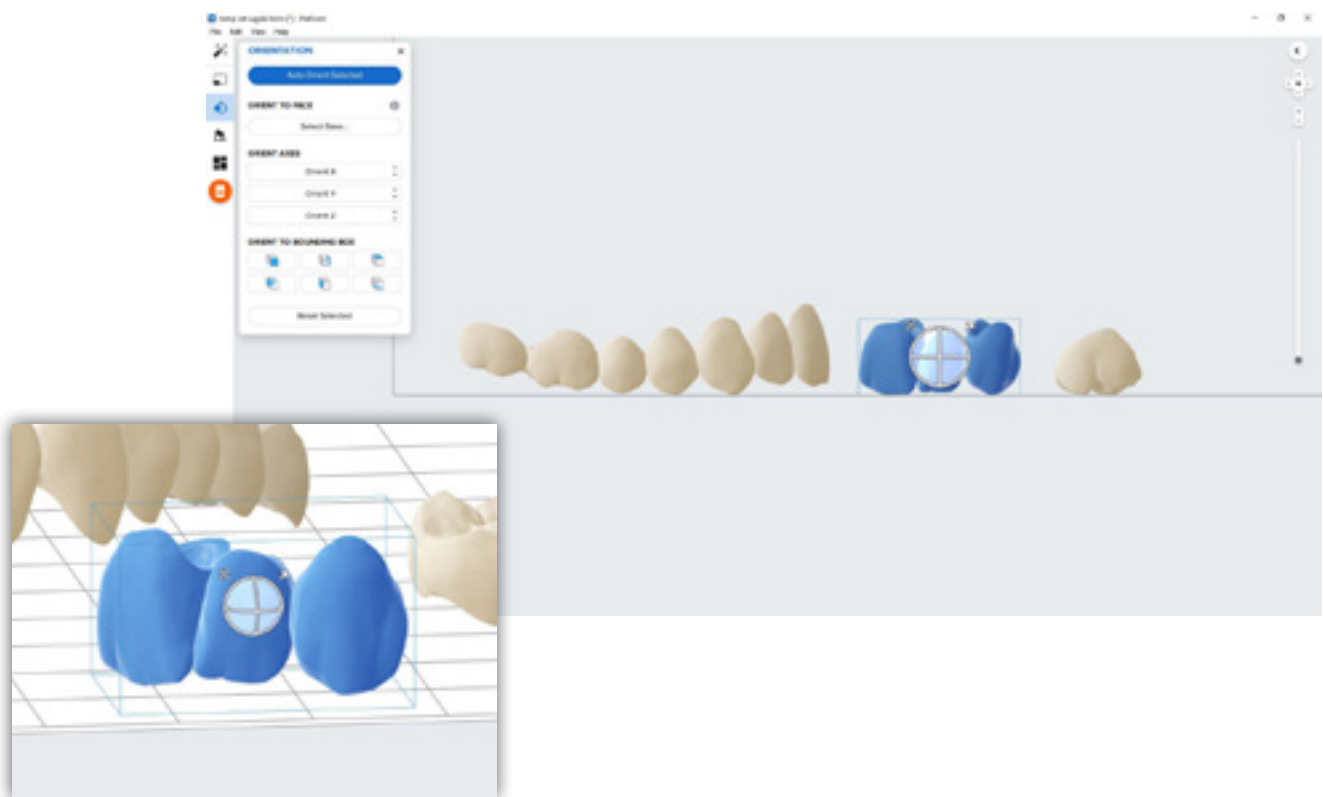 File Edit View Help
ORIENTATION
Auto-Orient Selected
ORIENT TO FACE
Select Base...
ORIENT AXES
Orient X
Orient Y
Orient Z
ORIENT TO BOUNDING BOX
Reset Selected